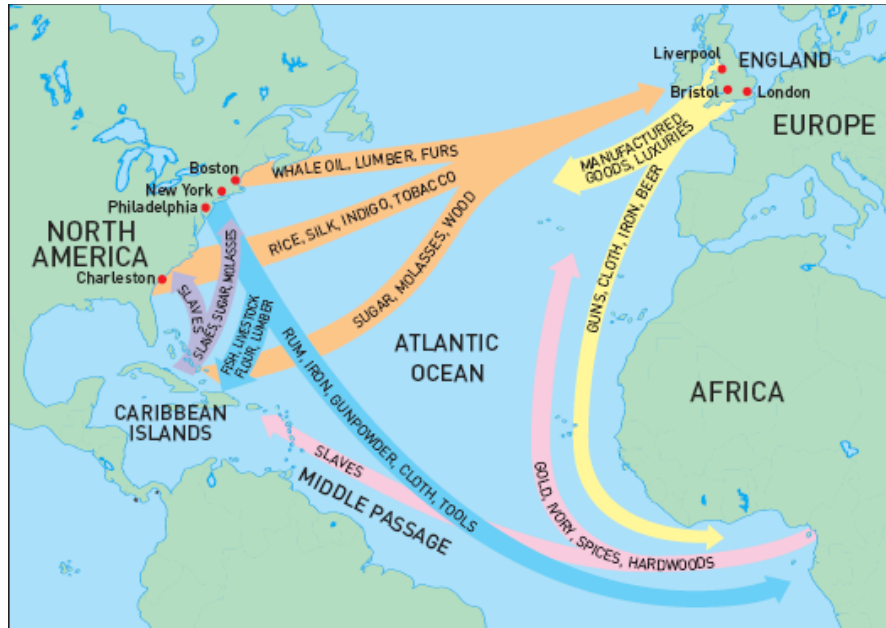 Liverpool
ENGLAND
Bristol
London
EUROPE
MANUFACTURED
GOODS, LUXURIES
Boston
New York
Philadelphia
WHALE OIL, LUMBER, FURS
RICE, SILK, INDIGO, TOBACCO
NORTH
AMERICA
Charleston
SLAVES
SLAVES, SUGAR, MOLASSES
FISH, LIVESTOCK
FLOUR, LUMBER
SUGAR, MOLASSES, WOOD
GUNS, CLOTH, IRON, BEER
RUM, IRON, GUNPOWDER, CLOTH, TOOLS
ATLANTIC
OCEAN
AFRICA
CARIBBEAN
ISLANDS
SLAVES
MIDDLE PASSAGE
GOLD, IVORY, SPICES, HARDWOODS